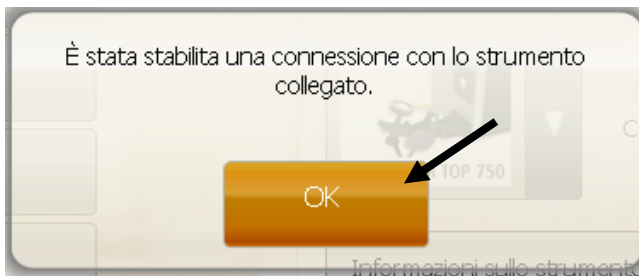 È stata stabilita una connessione con lo strumento
collegato.
TOP 750
OK
Informazioni sullo strumento